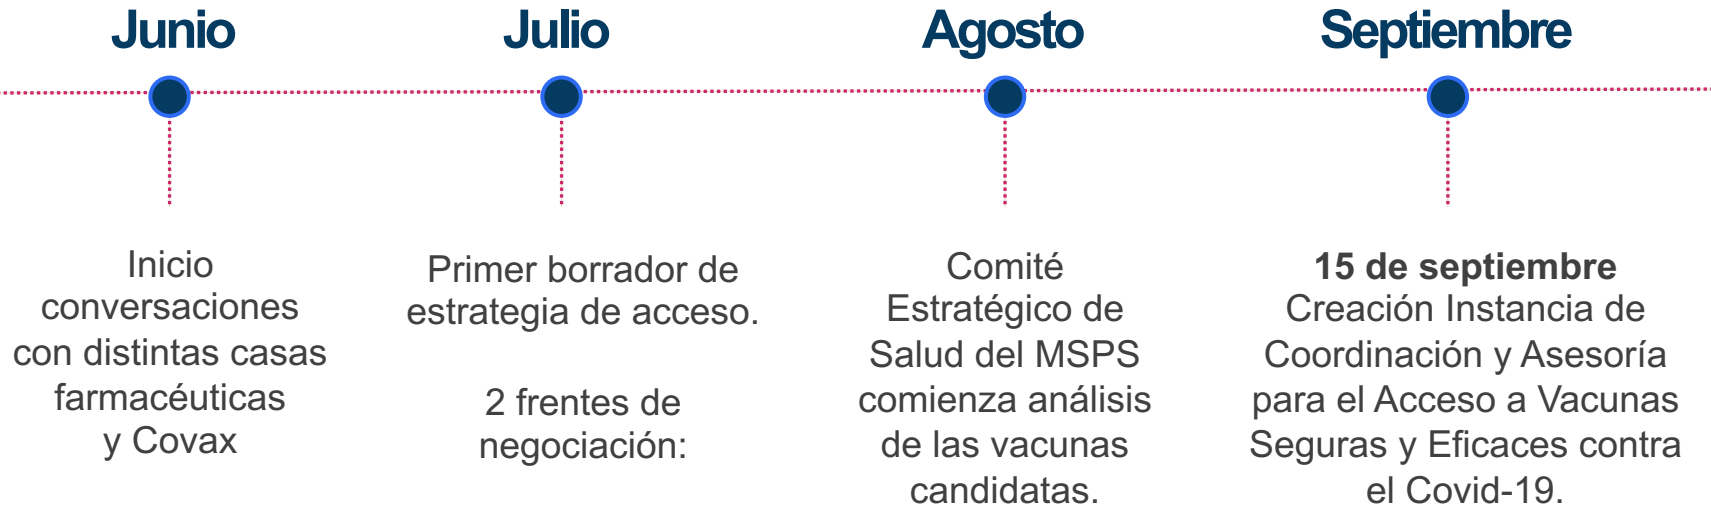 Junio
Inicio
conversaciones
con distintas casas
farmacéuticas
y Covax
Julio
Primer borrador de
estrategia de acceso.
2 frentes de
negociación:
Agosto
Comité
Estratégico de
Salud del MSPS
comienza análisis
de las vacunas
candidatas.
Septiembre
15 de septiembre
Creación Instancia de
Coordinación y Asesoría
para el Acceso a Vacunas
Seguras y Eficaces contra
el Covid-19.